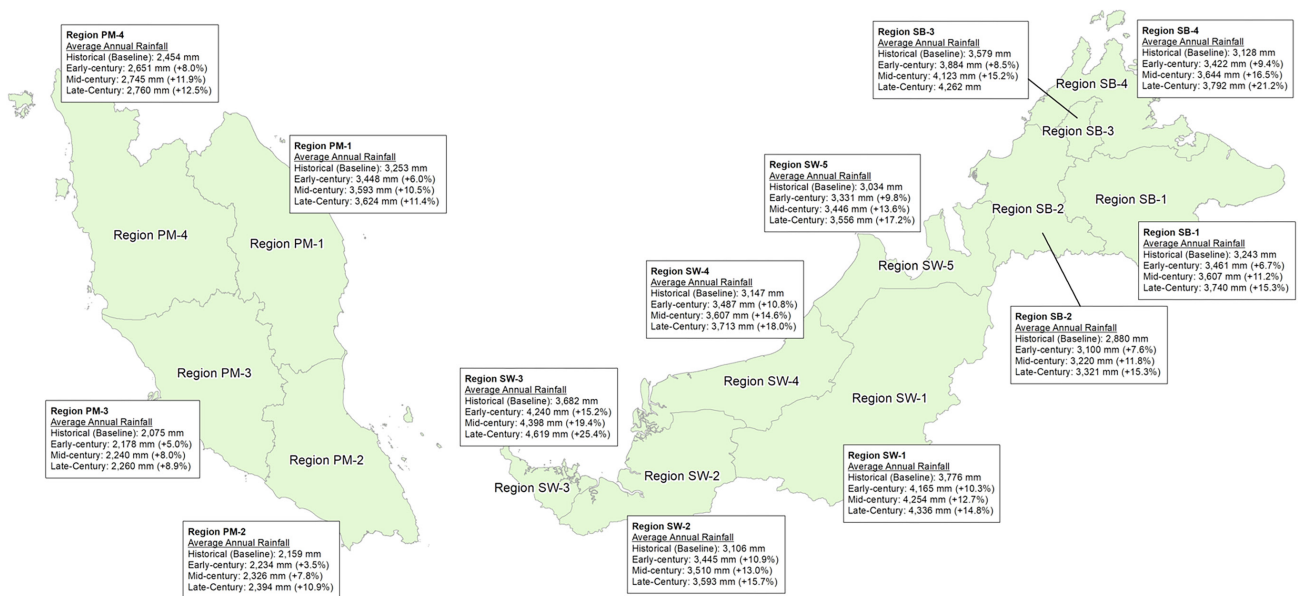 Region PM-4
Average Annual Rainfall
Historical (Baseline): 2,454 mm
Early-century: 2,651 mm (+8.0%)
Mid-century: 2,745 mm (+11.9%)
Late-Century: 2,760 mm (+12.5%)
Region PM-1
Average Annual Rainfall
Historical (Baseline): 3,253 mm
Early-century: 3,448 mm (+6.0%)
Mid-century: 3,593 mm (+10.5%)
Late-Century: 3,624 mm (+11.4%)
Region PM-4
Region PM-1
Region PM-3
Region PM-2
Region PM-3
Average Annual Rainfall
Historical (Baseline): 2,075 mm
Early-century: 2,178 mm (+5.0%)
Mid-century: 2,240 mm (+8.0%)
Late-Century: 2,260 mm (+8.9%)
Region PM-2
Average Annual Rainfall
Historical (Baseline): 2,159 mm
Early-century: 2,234 mm (+3.5%)
Mid-century: 2,326 mm (+7.8%)
Late-Century: 2,394 mm (+10.9%)
Region SB-3
Average Annual Rainfall
Historical (Baseline): 3,579 mm
Early-century: 3,884 mm (+8.5%)
Mid-century: 4,123 mm (+15.2%)
Late-Century: 4,262 mm
Region SB-4
Average Annual Rainfall
Historical (Baseline): 3,128 mm
Early-century: 3,422 mm (+9.4%)
Mid-century: 3,644 mm (+16.5%)
Late-Century: 3,792 mm (+21.2%)
Region SB-4
Region SB-3
Region SB-1
Region SB-2
Region SW-5
Average Annual Rainfall
Historical (Baseline): 3,034 mm
Early-century: 3,331 mm (+9.8%)
Mid-century: 3,446 mm (+13.6%)
Late-Century: 3,556 mm (+17.2%)
Region SB-1
Average Annual Rainfall
Historical (Baseline): 3,243 mm
Early-century: 3,461 mm (+6.7%)
Mid-century: 3,607 mm (+11.2%)
Late-Century: 3,740 mm (+15.3%)
Region SW-5
Region SW-4
Average Annual Rainfall
Historical (Baseline): 3,147 mm
Early-century: 3,487 mm (+10.8%)
Mid-century: 3,607 mm (+14.6%)
Late-Century: 3,713 mm (+18.0%)
Region SB-2
Average Annual Rainfall
Historical (Baseline): 2,880 mm
Early-century: 3,100 mm (+7.6%)
Mid-century: 3,220 mm (+11.8%)
Late-Century: 3,321 mm (+15.3%)
Region SW-3
Average Annual Rainfall
Historical (Baseline): 3,682 mm
Early-century: 4,240 mm (+15.2%)
Mid-century: 4,398 mm (+19.4%)
Late-Century: 4,619 mm (+25.4%)
Region SW-4
Region SW-1
Region SW-2
Region SW-3
Region SW-1
Average Annual Rainfall
Historical (Baseline): 3,776 mm
Early-century: 4,165 mm (+10.3%)
Mid-century: 4,254 mm (+12.7%)
Late-Century: 4,336 mm (+14.8%)
Region SW-2
Average Annual Rainfall
Historical (Baseline): 3,106 mm
Early-century: 3,445 mm (+10.9%)
Mid-century: 3,510 mm (+13.0%)
Late-Century: 3,593 mm (+15.7%)